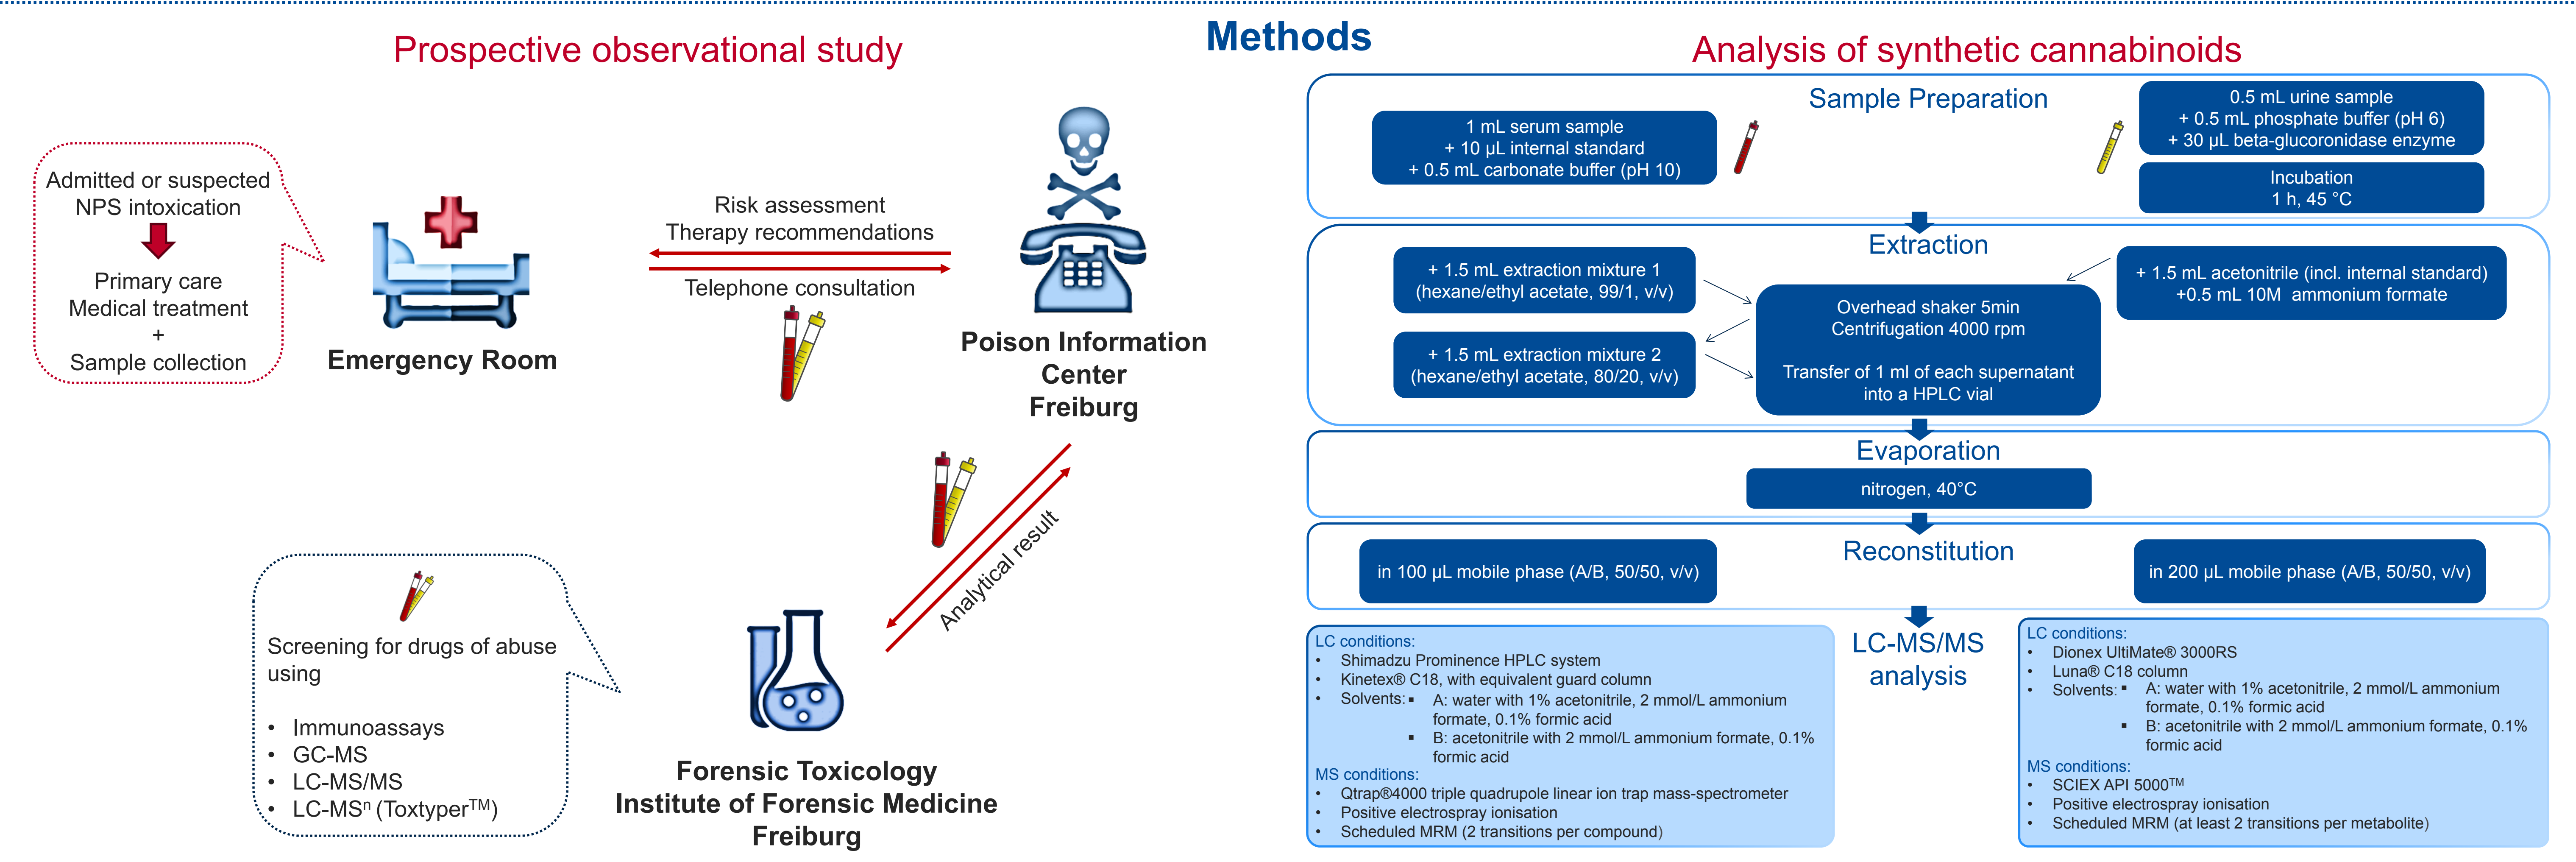 Methods
Prospective observational study
Admitted or suspected
NPS intoxication
Primary care
Medical treatment
+
Sample collection
Emergency Room
Risk assessment
Therapy recommendations
Telephone consultation
Poison Information
Center
Freiburg
Analytical result
Screening for drugs of abuse
using
• Immunoassays
• GC-MS
• LC-MS/MS
• LC-MSⁿ (Toxtyper™)
Forensic Toxicology
Institute of Forensic Medicine
Freiburg
Analysis of synthetic cannabinoids
Sample Preparation
1 mL serum sample
+ 10 µL internal standard
+ 0.5 mL carbonate buffer (pH 10)
0.5 mL urine sample
+ 0.5 mL phosphate buffer (pH 6)
+ 30 µL beta-glucoronidase enzyme
Incubation
1 h, 45 °C
Extraction
+ 1.5 mL extraction mixture 1
(hexane/ethyl acetate, 99/1, v/v)
+ 1.5 mL extraction mixture 2
(hexane/ethyl acetate, 80/20, v/v)
Overhead shaker 5min
Centrifugation 4000 rpm
Transfer of 1 ml of each supernatant
into a HPLC vial
+ 1.5 mL acetonitrile (incl. internal standard)
+0.5 mL 10M ammonium formate
Evaporation
nitrogen, 40°C
Reconstitution
in 100 µL mobile phase (A/B, 50/50, v/v)
in 200 µL mobile phase (A/B, 50/50, v/v)
LC-MS/MS
analysis
LC conditions:
• Shimadzu Prominence HPLC system
• Kinetex® C18, with equivalent guard column
• Solvents: ▪ A: water with 1% acetonitrile, 2 mmol/L ammonium
formate, 0.1% formic acid
▪ B: acetonitrile with 2 mmol/L ammonium formate, 0.1%
formic acid
MS conditions:
• Qtrap®4000 triple quadrupole linear ion trap mass-spectrometer
• Positive electrospray ionisation
• Scheduled MRM (2 transitions per compound)
LC conditions:
• Dionex UltiMate® 3000RS
• Luna® C18 column
• Solvents: ▪ A: water with 1% acetonitrile, 2 mmol/L ammonium
formate, 0.1% formic acid
▪ B: acetonitrile with 2 mmol/L ammonium formate, 0.1%
formic acid
MS conditions:
• SCIEX API 5000™
• Positive electrospray ionisation
• Scheduled MRM (at least 2 transitions per metabolite)